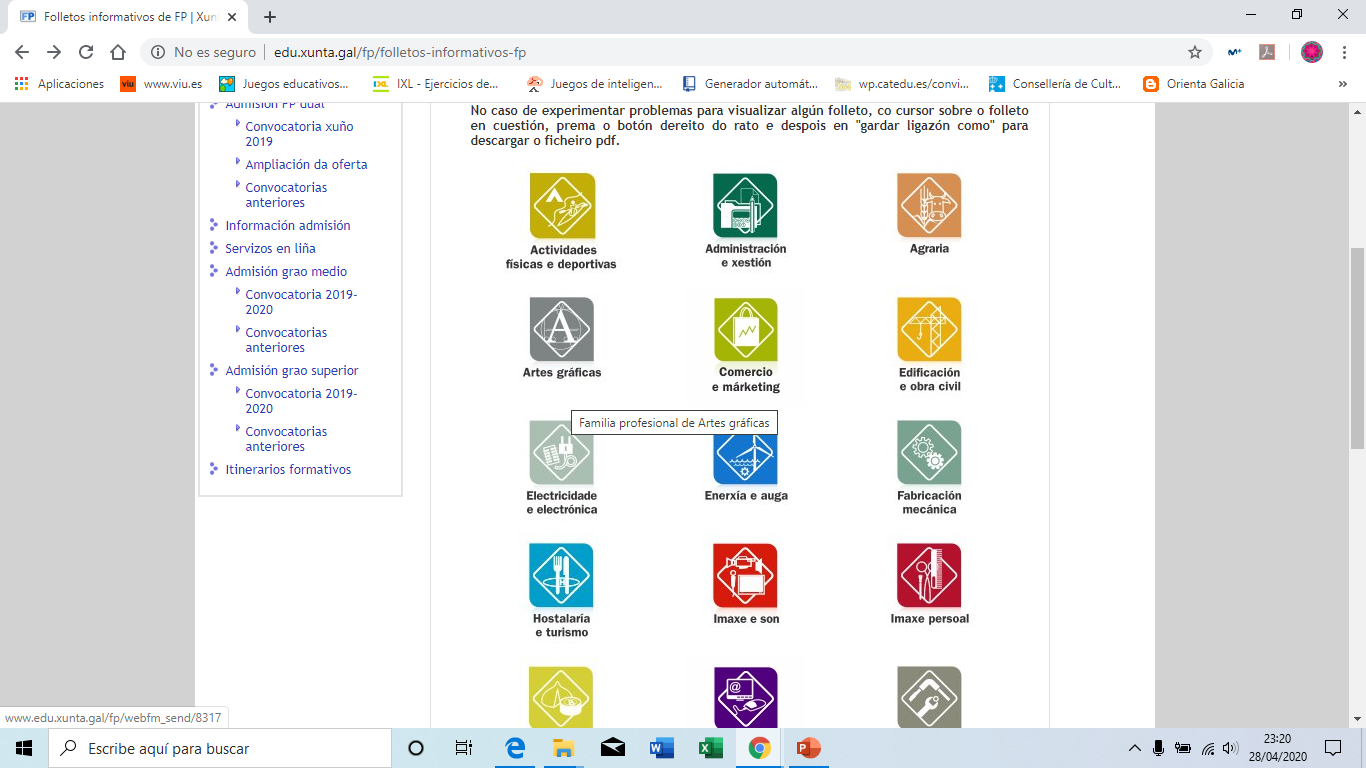 Folletos informativos de FP | Xun
No es seguro | edu.xunta.gal/fp/folletos-informativos-fp
Aplicaciones
viu www.viu.es
Juegos educativos...
IXL - Ejercicios de...
Juegos de inteligen...
Generador automát...
wp.catedu.es/convi...
Consellería de Cult...
Orienta Galicia
»
Admisión FP dual
Convocatoria xuño
2019
Ampliación da oferta
Convocatorias
anteriores
Información admisión
Servizos en liña
Admisión grao medio
Convocatoria 2019-
2020
Convocatorias
anteriores
Admisión grao superior
Convocatoria 2019-
2020
Convocatorias
anteriores
Itinerarios formativos
No caso de experimentar problemas para visualizar algún folleto, co cursor sobre o folleto
en cuestión, prema o botón dereito do rato e despois en "gardar ligazón como" para
descargar o ficheiro pdf.
Actividades
físicas e deportivas
Administración
e xestión
Agraria
A
Artes gráficas
Comercio
e márketing
Edificación
e obra civil
Familia profesional de Artes gráficas
Electricidade
e electrónica
Enerxía e auga
Fabricación
mecánica
Hostalaría
e turismo
Imaxe e son
Imaxe persoal
@
www.edu.xunta.gal/fp/webfm_send/8317
Escribe aquí para buscar
23:20
28/04/2020